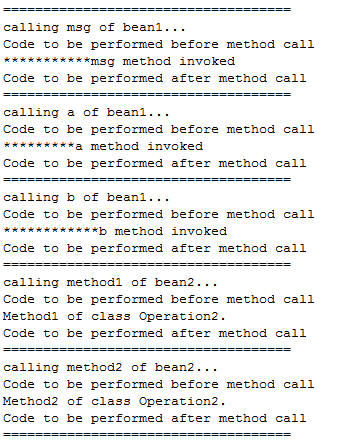 ====================================
calling msg of bean1...
Code to be performed before method call
***********msg method invoked
Code to be performed after method call
====================================
calling a of bean1...
Code to be performed before method call
*********a method invoked
Code to be performed after method call
====================================
calling b of bean1...
Code to be performed before method call
************b method invoked
Code to be performed after method call
====================================
calling method1 of bean2...
Code to be performed before method call
Method1 of class Operation2.
Code to be performed after method call
====================================
calling method2 of bean2...
Code to be performed before method call
Method2 of class Operation2.
Code to be performed after method call
====================================